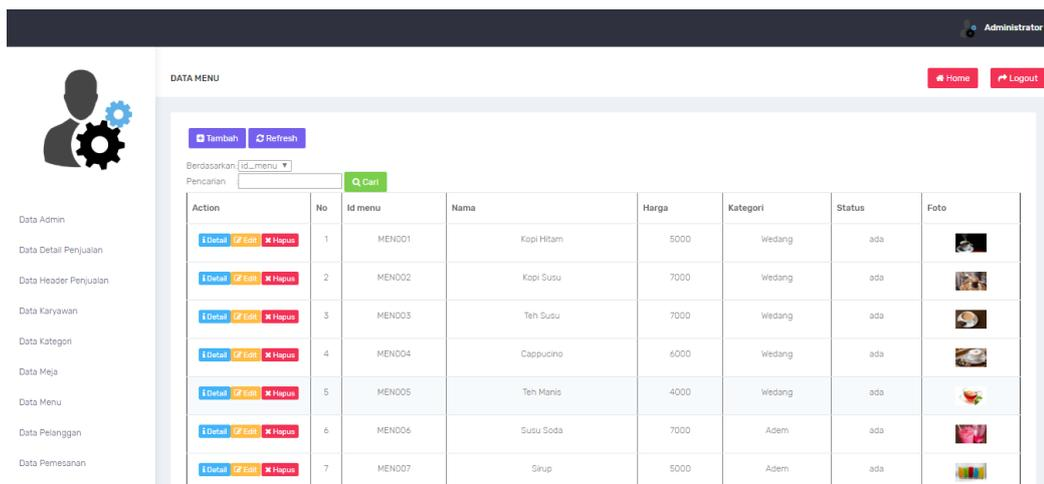 Administrator
DATA MENU
Home
Logout
Tambah
Refresh
Berdasarkan: id_menu
Pencarian :
Cari
Action No Id menu Nama Harga Kategori Status Foto
Detail Edit Hapus 1 MEN001 Kopi Hitam 5000 Wedang ada
Detail Edit Hapus 2 MEN002 Kopi Susu 7000 Wedang ada
Detail Edit Hapus 3 MEN003 Teh Susu 7000 Wedang ada
Detail Edit Hapus 4 MEN004 Cappucino 6000 Wedang ada
Detail Edit Hapus 5 MEN005 Teh Manis 4000 Wedang ada
Detail Edit Hapus 6 MEN006 Susu Soda 7000 Adem ada
Detail Edit Hapus 7 MEN007 Sirup 5000 Adem ada
Data Admin
Data Detail Penjualan
Data Header Penjualan
Data Karyawan
Data Kategori
Data Meja
Data Menu
Data Pelanggan
Data Pemesanan